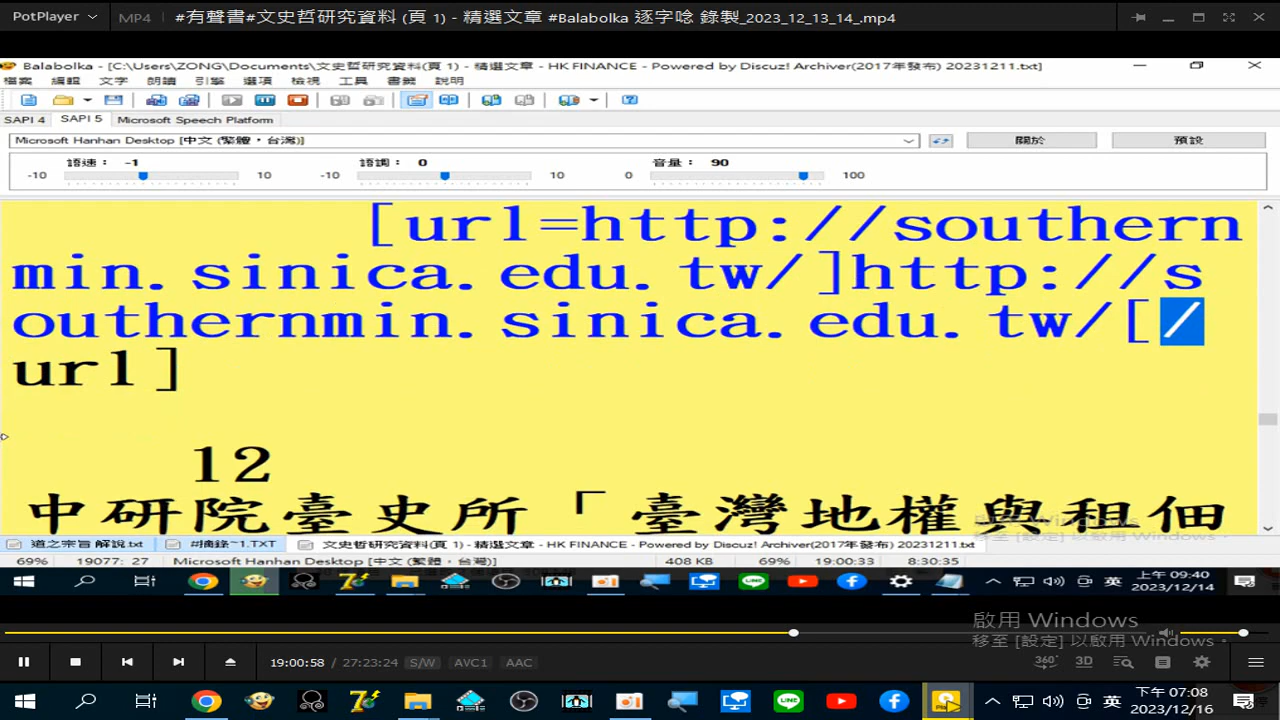 PotPlayer MP4 #有聲書#文史哲研究資料 (頁 1) - 精選文章 #Balabolka 逐字唸 錄製_2023_12_13_14_.mp4
Balabolka - [C:\Users\ZONG\Documents\文史哲研究資料(頁 1) - 精選文章 - HK FINANCE - Powered by Discuz! Archiver(2017年發布) 20231211.txt]
檔案 編輯 文字 朗讀 引擎 選項 檢視 工具 書籤 說明
SAPI 4 SAPI 5 Microsoft Speech Platform
Microsoft Hanhan Desktop [中文 (繁體，台灣)] 關於 預設
語速： -1 語調： 0 音量： 90
-10 10 -10 10 0 100
[url=http://southern
min.sinica.edu.tw/]http://s
outhernmin.sinica.edu.tw/[/
url]
12
中研院臺史所「臺灣地權與租佃
啟用 Windows
移至 [設定] 以啟用 Windows。
道之宗旨 解說.txt #摘錄~1.TXT 文史哲研究資料(頁 1) - 精選文章 - HK FINANCE - Powered by Discuz! Archiver(2017年發布) 20231211.txt
69% 19077: 27 Microsoft Hanhan Desktop [中文 (繁體，台灣)] 408 KB 69% 19:00:33 8:30:35
英 上午 09:40
2023/12/14
啟用 Windows
移至 [設定] 以啟用 Windows。
19:00:58 / 27:23:24 S/W AVC1 AAC 360° 3D
英 下午 07:08
2023/12/16